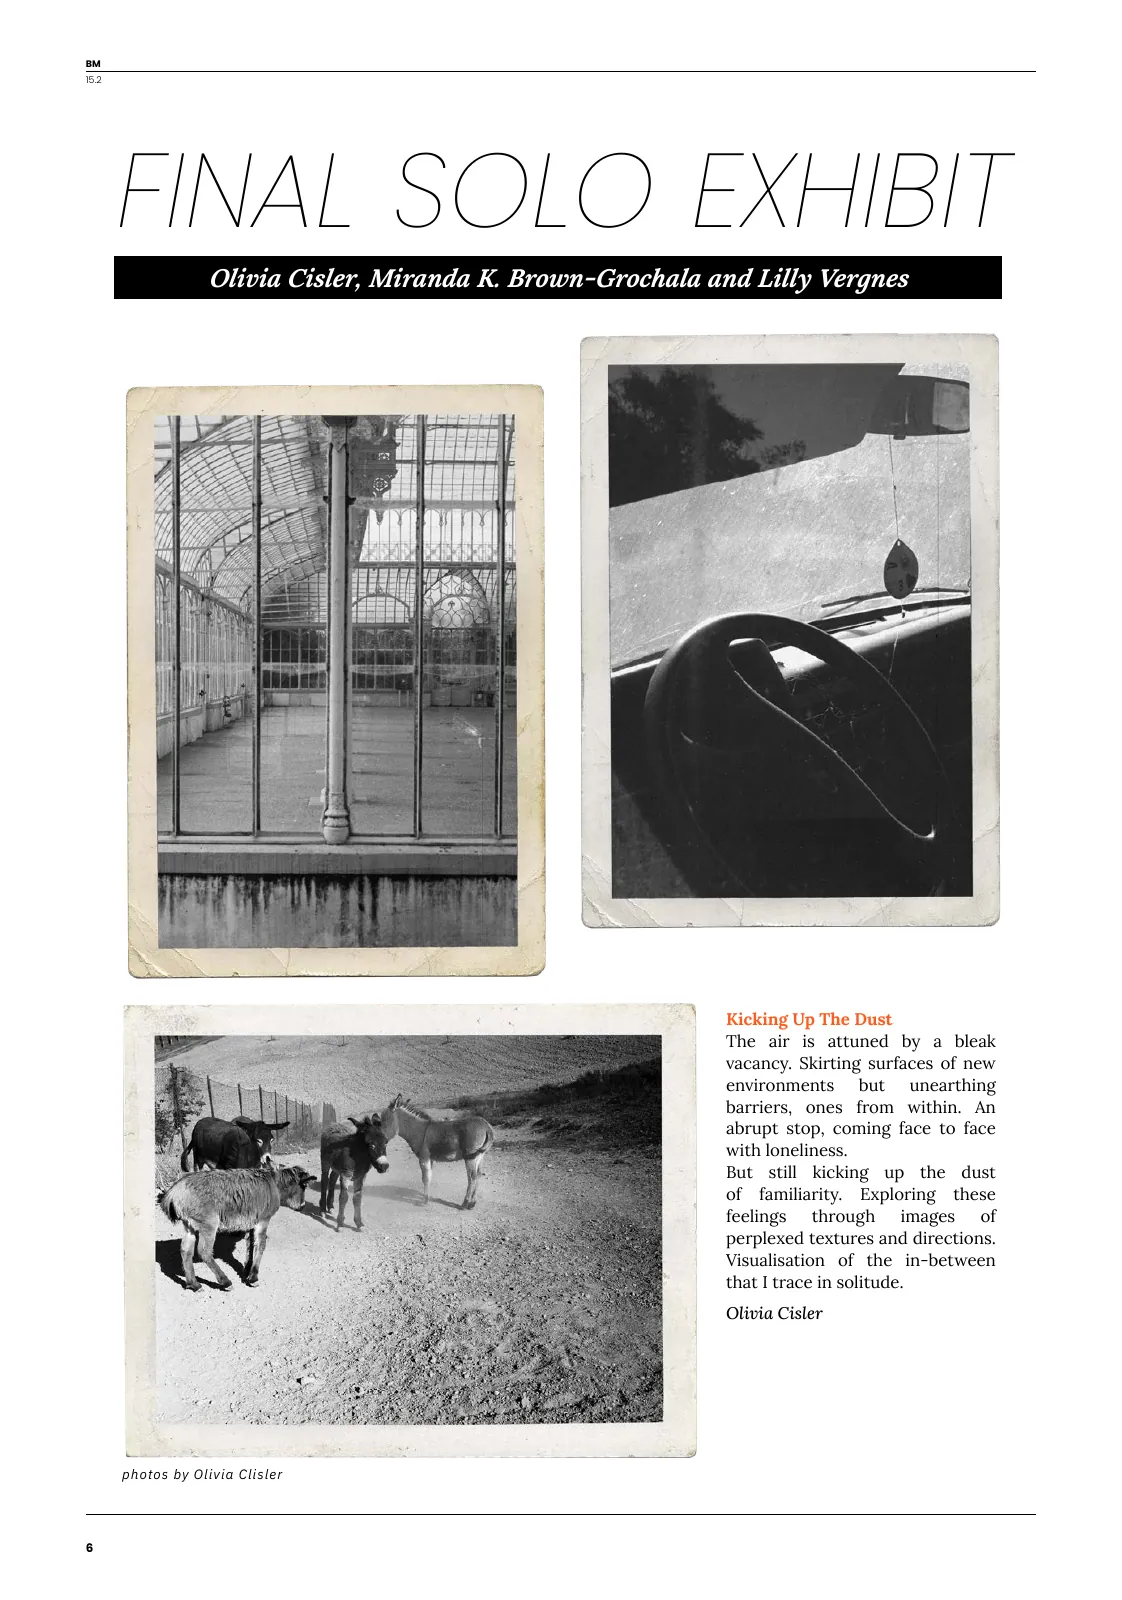 BM
15.2
FINAL SOLO EXHIBIT
Olivia Cisler, Miranda K. Brown-Grochala and Lilly Vergnes
Kicking Up The Dust
The air is attuned by a bleak
vacancy. Skirting surfaces of new
environments but unearthing
barriers, ones from within. An
abrupt stop, coming face to face
with loneliness.
But still kicking up the dust
of familiarity. Exploring these
feelings through images of
perplexed textures and directions.
Visualisation of the in-between
that I trace in solitude.
Olivia Cisler
photos by Olivia Clisler
6